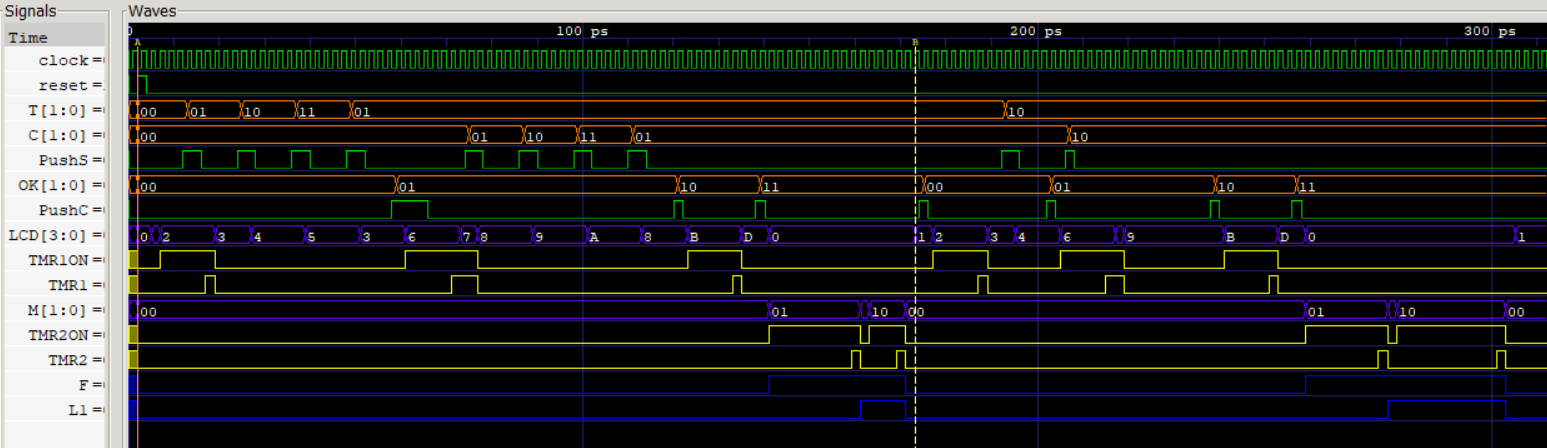 Signals Waves
Time 0 100 ps 200 ps 300 ps
A B
clock =
reset =
T[1:0] = 00 01 10 11 01 10
C[1:0] = 00 01 10 11 01 10
PushS =
OK[1:0] = 00 01 10 11 00 01 10 11
PushC =
LCD[3:0] = 0 2 3 4 5 3 6 7 8 9 A 8 B D 0 1 2 3 4 6 9 B D 0 1
TMR1ON =
TMR1 =
M[1:0] = 00 01 10 00 01 10 00
TMR2ON =
TMR2 =
F =
L1 =